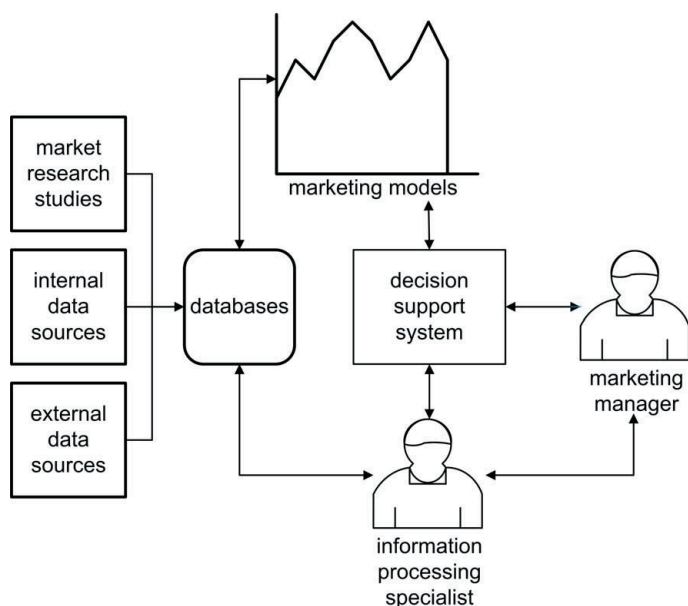 market
research
studies
internal
data
sources
external
data
sources
databases
marketing models
decision
support
system
marketing
manager
information
processing
specialist